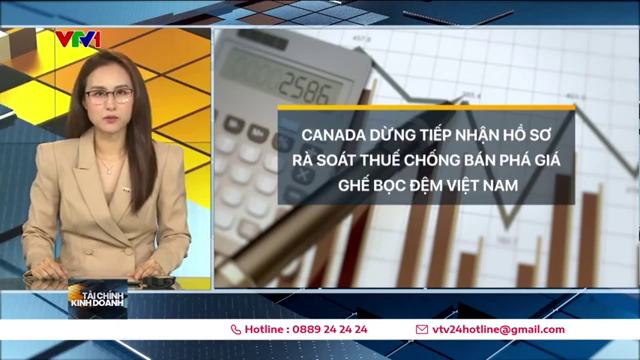 VTV1
2586
CANADA DỪNG TIẾP NHẬN HỒ SƠ
RÀ SOÁT THUẾ CHỐNG BÁN PHÁ GIÁ
GHẾ BỌC ĐỆM VIỆT NAM
TÀI CHÍNH
KINH DOANH
Hotline : 0889 24 24 24
vtv24hotline@gmail.com